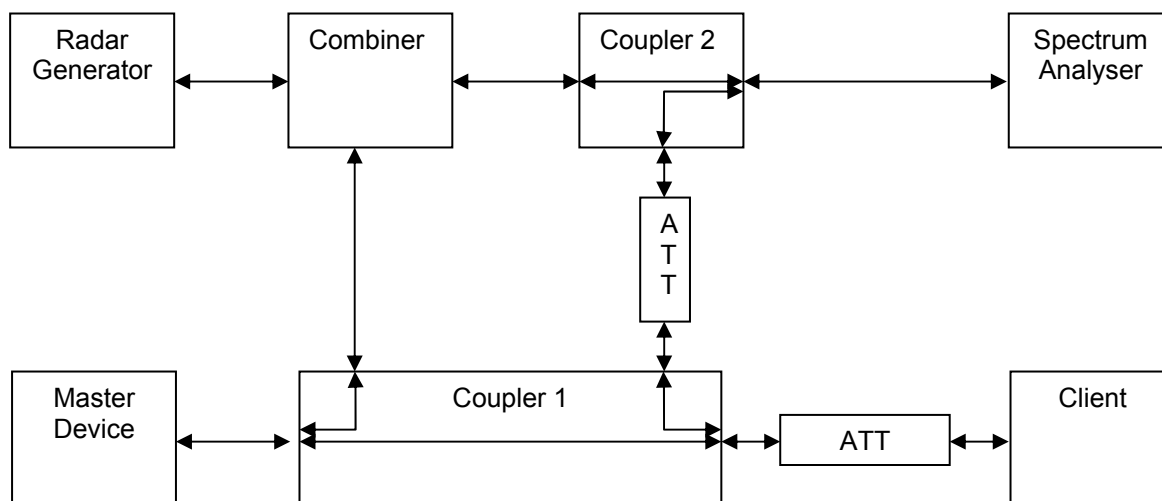 Radar
Generator
Combiner
Coupler 2
Spectrum
Analyser
A
T
T
Master
Device
Coupler 1
ATT
Client